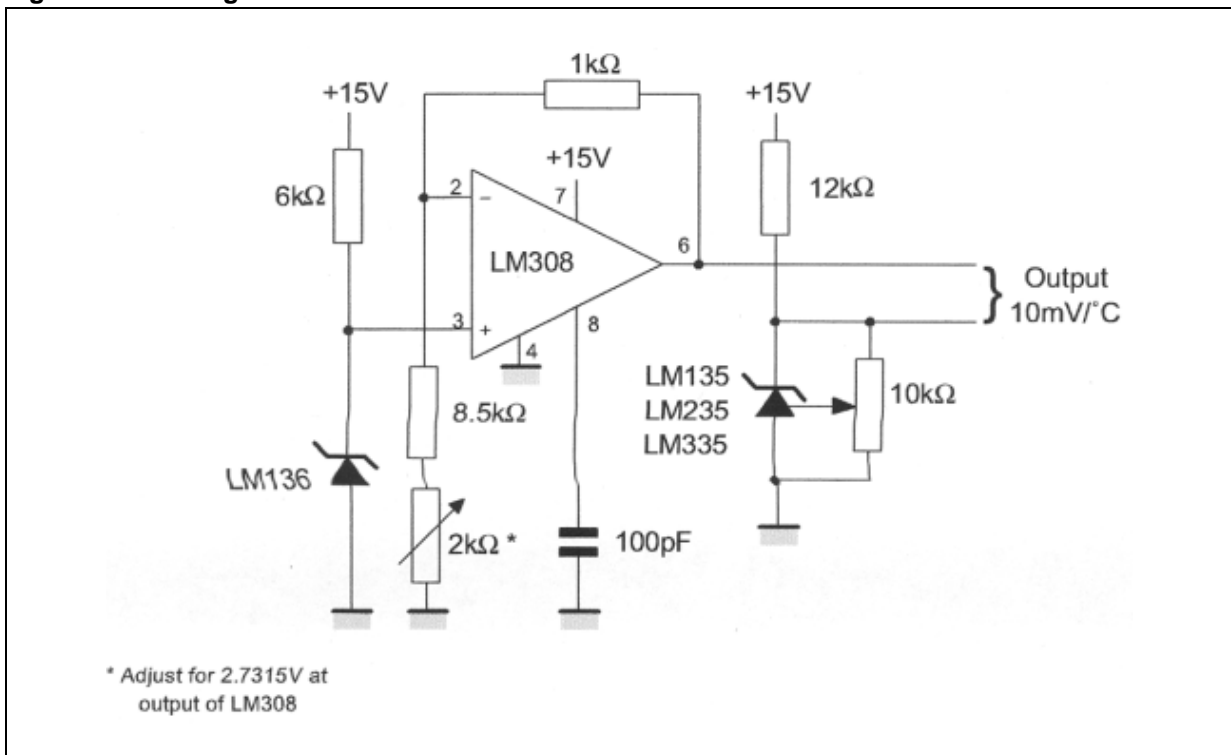 1kΩ
+15V
+15V
+15V
6kΩ
12kΩ
2
−
7
6
LM308
Output
10mV/°C
3
+
8
4
LM135
LM235
LM335
10kΩ
8.5kΩ
LM136
2kΩ *
100pF
* Adjust for 2.7315V at
output of LM308